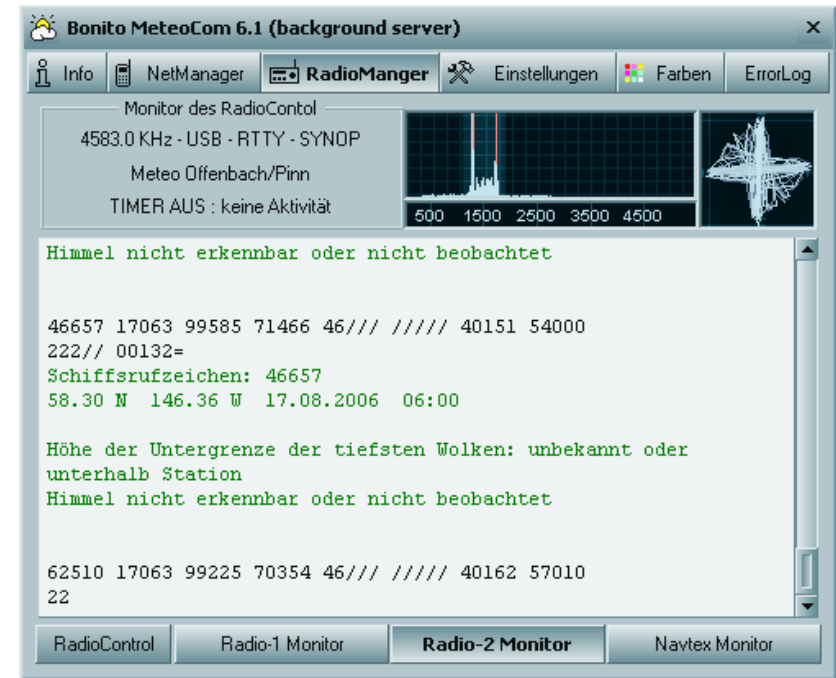 Bonito MeteoCom 6.1 (background server)
Info NetManager RadioManger Einstellungen Farben ErrorLog
Monitor des RadioContol
4583.0 KHz - USB - RTTY - SYNOP
Meteo Offenbach/Pinn
TIMER AUS : keine Aktivität
500 1500 2500 3500 4500
Himmel nicht erkennbar oder nicht beobachtet
46657 17063 99585 71466 46/// ///// 40151 54000
222// 00132=
Schiffsrufzeichen: 46657
58.30 N 146.36 W 17.08.2006 06:00
Höhe der Untergrenze der tiefsten Wolken: unbekannt oder
unterhalb Station
Himmel nicht erkennbar oder nicht beobachtet
62510 17063 99225 70354 46/// ///// 40162 57010
22
RadioControl Radio-1 Monitor Radio-2 Monitor Navtex Monitor